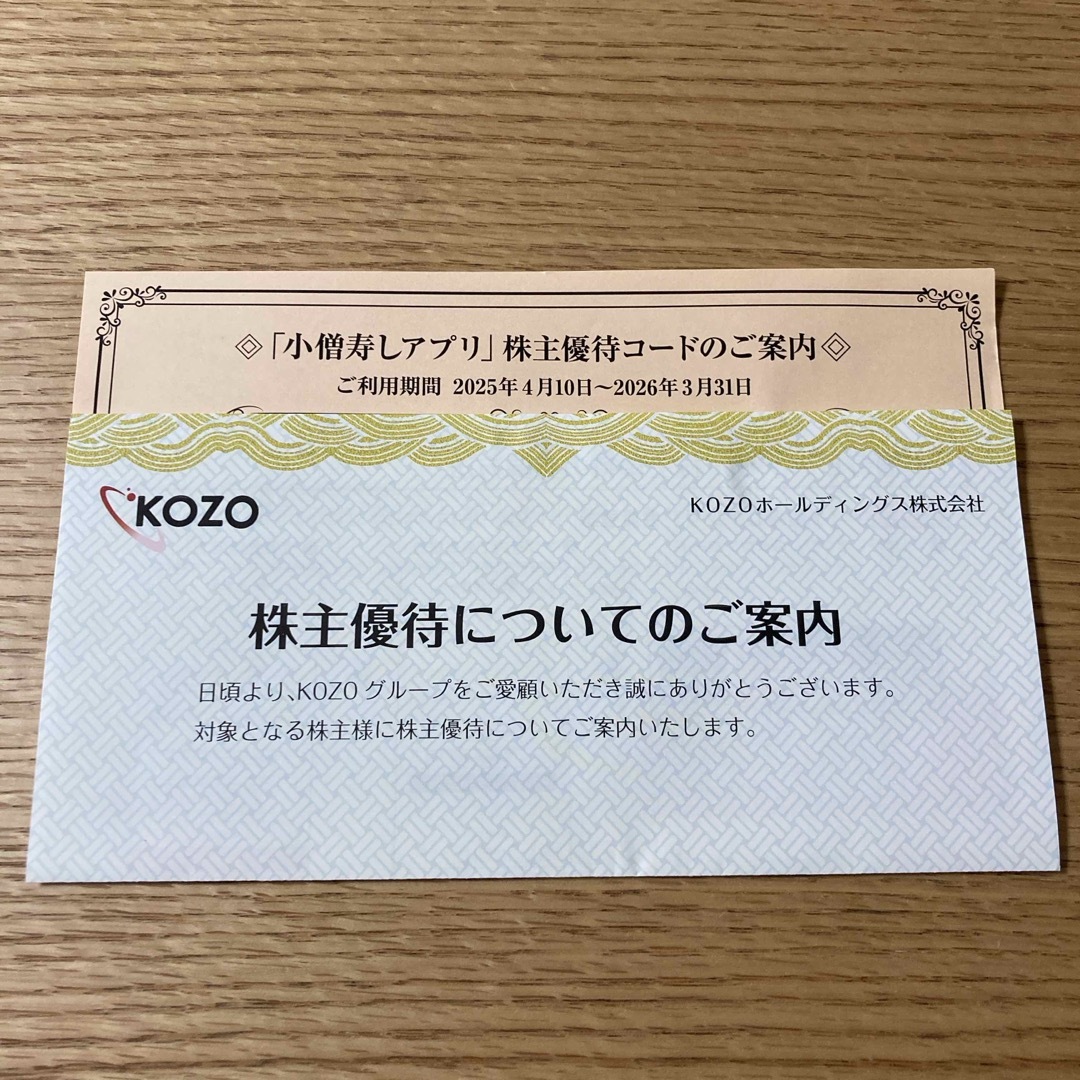 ◇「小僧寿しアプリ」株主優待コードのご案内◇
ご利用期間 2025年4月10日～2026年3月31日
KOZO
KOZOホールディングス株式会社
株主優待についてのご案内
日頃より、KOZOグループをご愛顧いただき誠にありがとうございます。
対象となる株主様に株主優待についてご案内いたします。